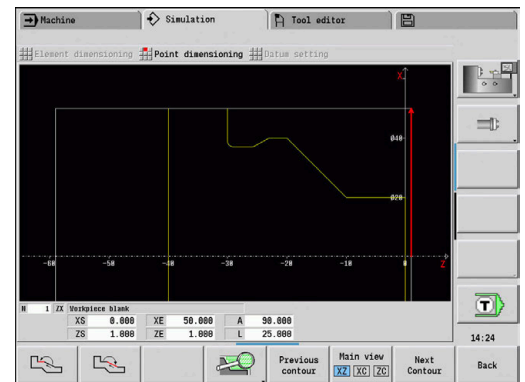 Machine Simulation Tool editor
Element dimensioning Point dimensioning Datum setting
X
Ø40
Ø20
-60 -50 -40 -30 -20 -10 0 Z
N 1 ZX Workpiece blank
XS 0.000 XE 50.000 A 90.000
ZS 1.000 ZE 1.000 L 25.000
T
14:24
Previous contour
Main view XZ XC ZC
Next Contour
Back